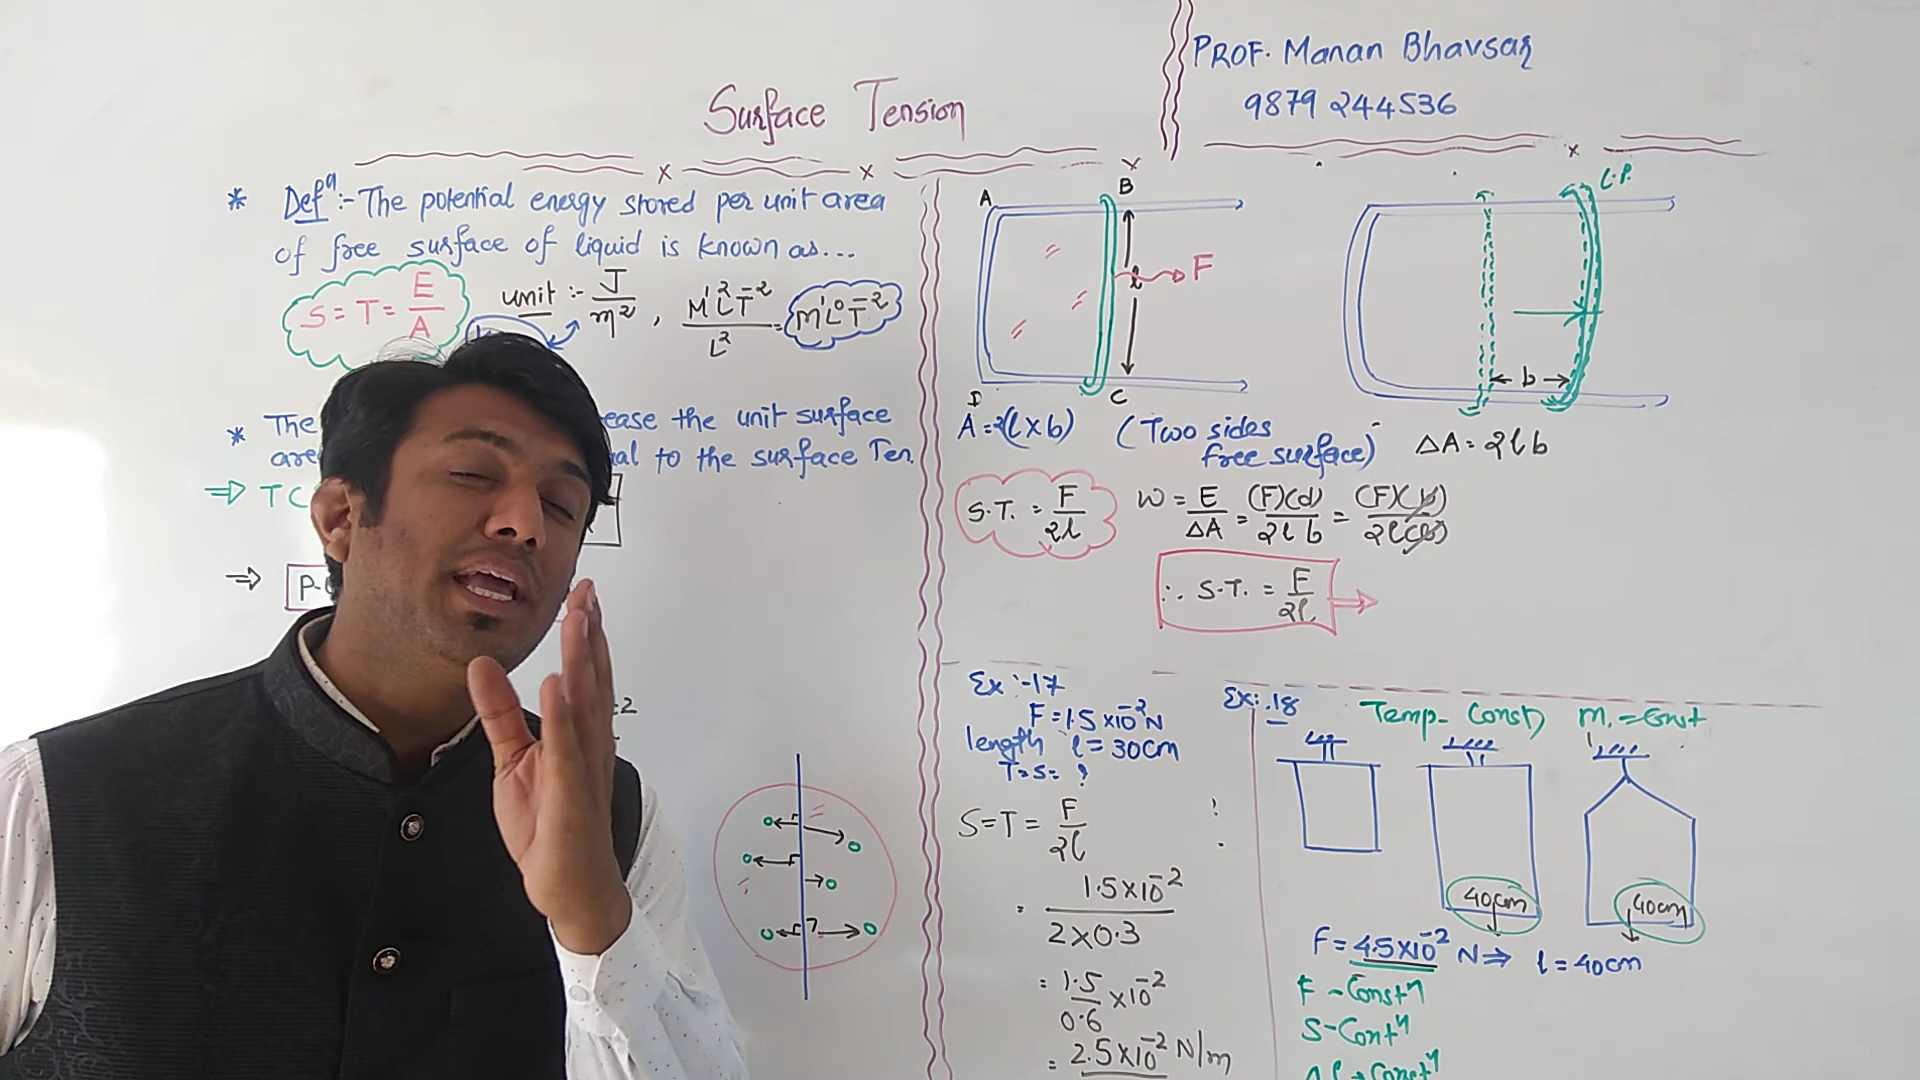 Surface Tension
PROF. Manan Bhavsar
9879 244536
* Defⁿ :- The potential energy stored per unit area
of free surface of liquid is known as...
S = T = E/A
unit :- J/m², M¹L²T⁻²/L² = M¹L⁰T⁻²
* The ease the unit surface
are al to the surface Ten.
⇒ T
⇒ P
A B
F
l
D C
A = 2(l×b) (Two sides
free surface)
b
ΔA = 2lb
S.T. = F/2l
W = E/ΔA = (F)(d)/2lb = (F)(b)/2l(b)
∴ S.T. = F/2l
Ex :-17
F = 1.5×10⁻² N
length l = 30cm
T=S= ?
S=T= F/2l
= 1.5×10⁻²/2×0.3
= 1.5/0.6 ×10⁻²
= 2.5×10⁻² N/m
Ex:.18 Temp- Const m.=Const
40cm 40cm
F = 4.5×10⁻² N ⇒ l = 40cm
F - Constⁿ
S - Contⁿ